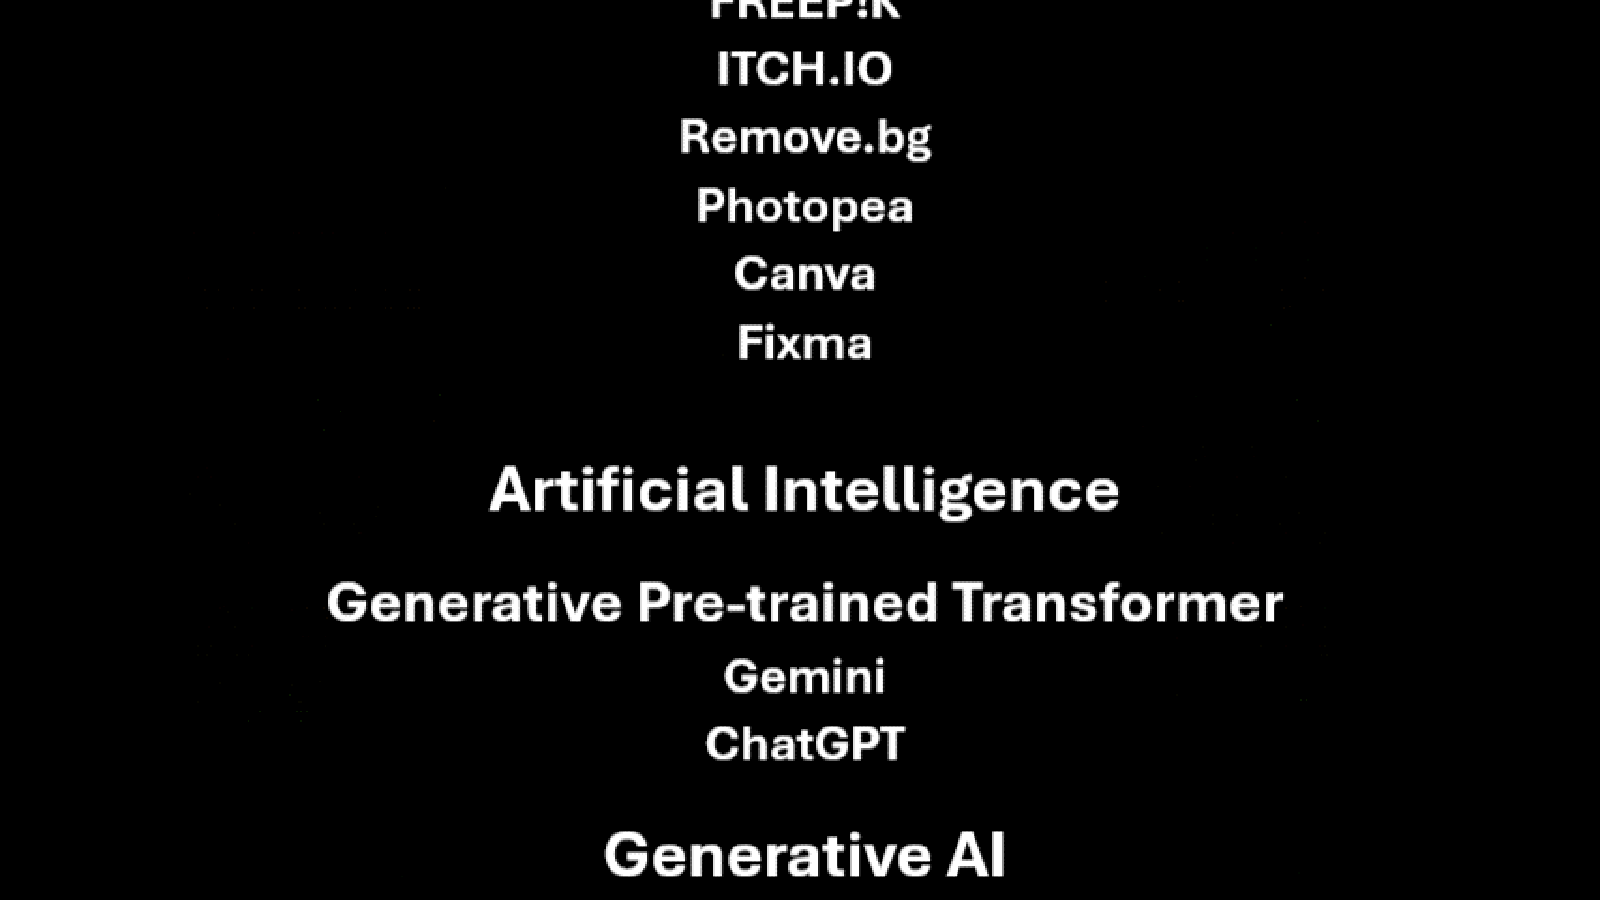 FREEP!K
ITCH.IO
Remove.bg
Photopea
Canva
Fixma
Artificial Intelligence
Generative Pre-trained Transformer
Gemini
ChatGPT
Generative AI